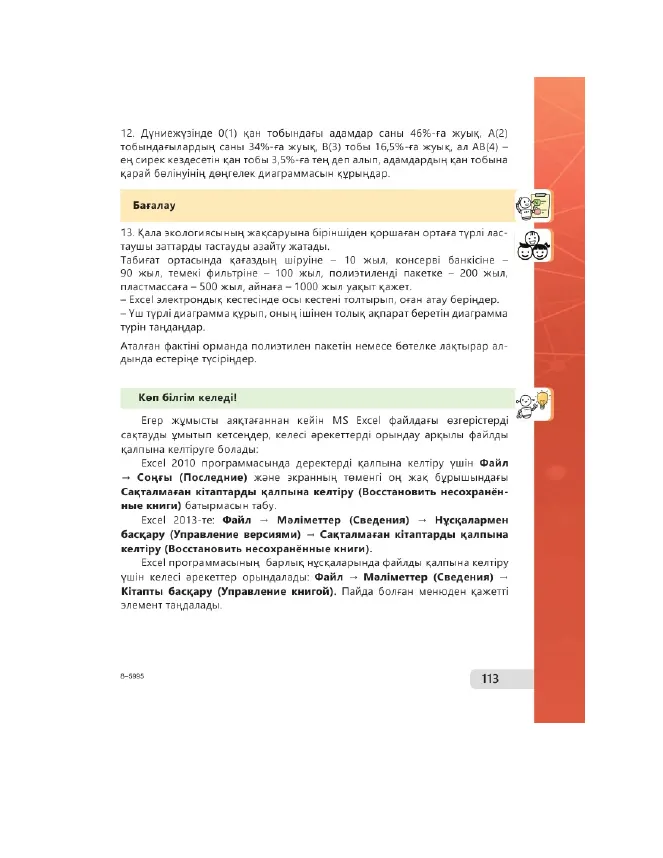 12. Дүниежүзінде 0(1) қан тобындағы адамдар саны 46%-ға жуық, А(2)
тобындағылардың саны 34%-ға жуық, В(3) тобы 16,5%-ға жуық, ал АВ(4) –
ең сирек кездесетін қан тобы 3,5%-ға тең деп алып, адамдардың қан тобына
қарай бөлінуінің дөңгелек диаграммасын құрыңдар.
Бағалау
13. Қала экологиясының жақсаруына біріншіден қоршаған ортаға түрлі лас-
таушы заттарды тастауды азайту жатады.
Табиғат ортасында қағаздың шіруіне – 10 жыл, консерві банкісіне –
90 жыл, темекі фильтріне – 100 жыл, полиэтиленді пакетке – 200 жыл,
пластмассаға – 500 жыл, айнаға – 1000 жыл уақыт қажет.
– Excel электрондық кестесінде осы кестені толтырып, оған атау беріңдер.
– Үш түрлі диаграмма құрып, оның ішінен толық ақпарат беретін диаграмма
түрін таңдаңдар.
Аталған фактіні орманда полиэтилен пакетін немесе бөтелке лақтырар ал-
дында естеріңе түсіріңдер.
Көп білгім келеді!
Егер жұмысты аяқтағаннан кейін MS Excel файлдағы өзгерістерді
сақтауды ұмытып кетсеңдер, келесі әрекеттерді орындау арқылы файлды
қалпына келтіруге болады:
Excel 2010 программасында деректерді қалпына келтіру үшін Файл
→ Соңғы (Последние) және экранның төменгі оң жақ бұрышындағы
Сақталмаған кітаптарды қалпына келтіру (Восстановить несохранён-
ные книги) батырмасын табу.
Excel 2013-те: Файл → Мәліметтер (Сведения) → Нұсқалармен
басқару (Управление версиями) → Сақталмаған кітаптарды қалпына
келтіру (Восстановить несохранённые книги).
Excel программасының барлық нұсқаларында файлды қалпына келтіру
үшін келесі әрекеттер орындалады: Файл → Мәліметтер (Сведения) →
Кітапты басқару (Управление книгой). Пайда болған менюден қажетті
элемент таңдалады.
8–5995
113